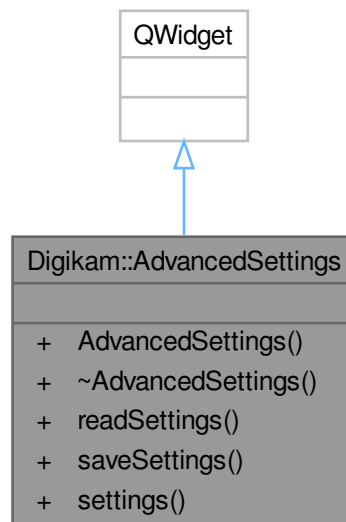 QWidget
Digikam::AdvancedSettings
+ AdvancedSettings()
+ ~AdvancedSettings()
+ readSettings()
+ saveSettings()
+ settings()